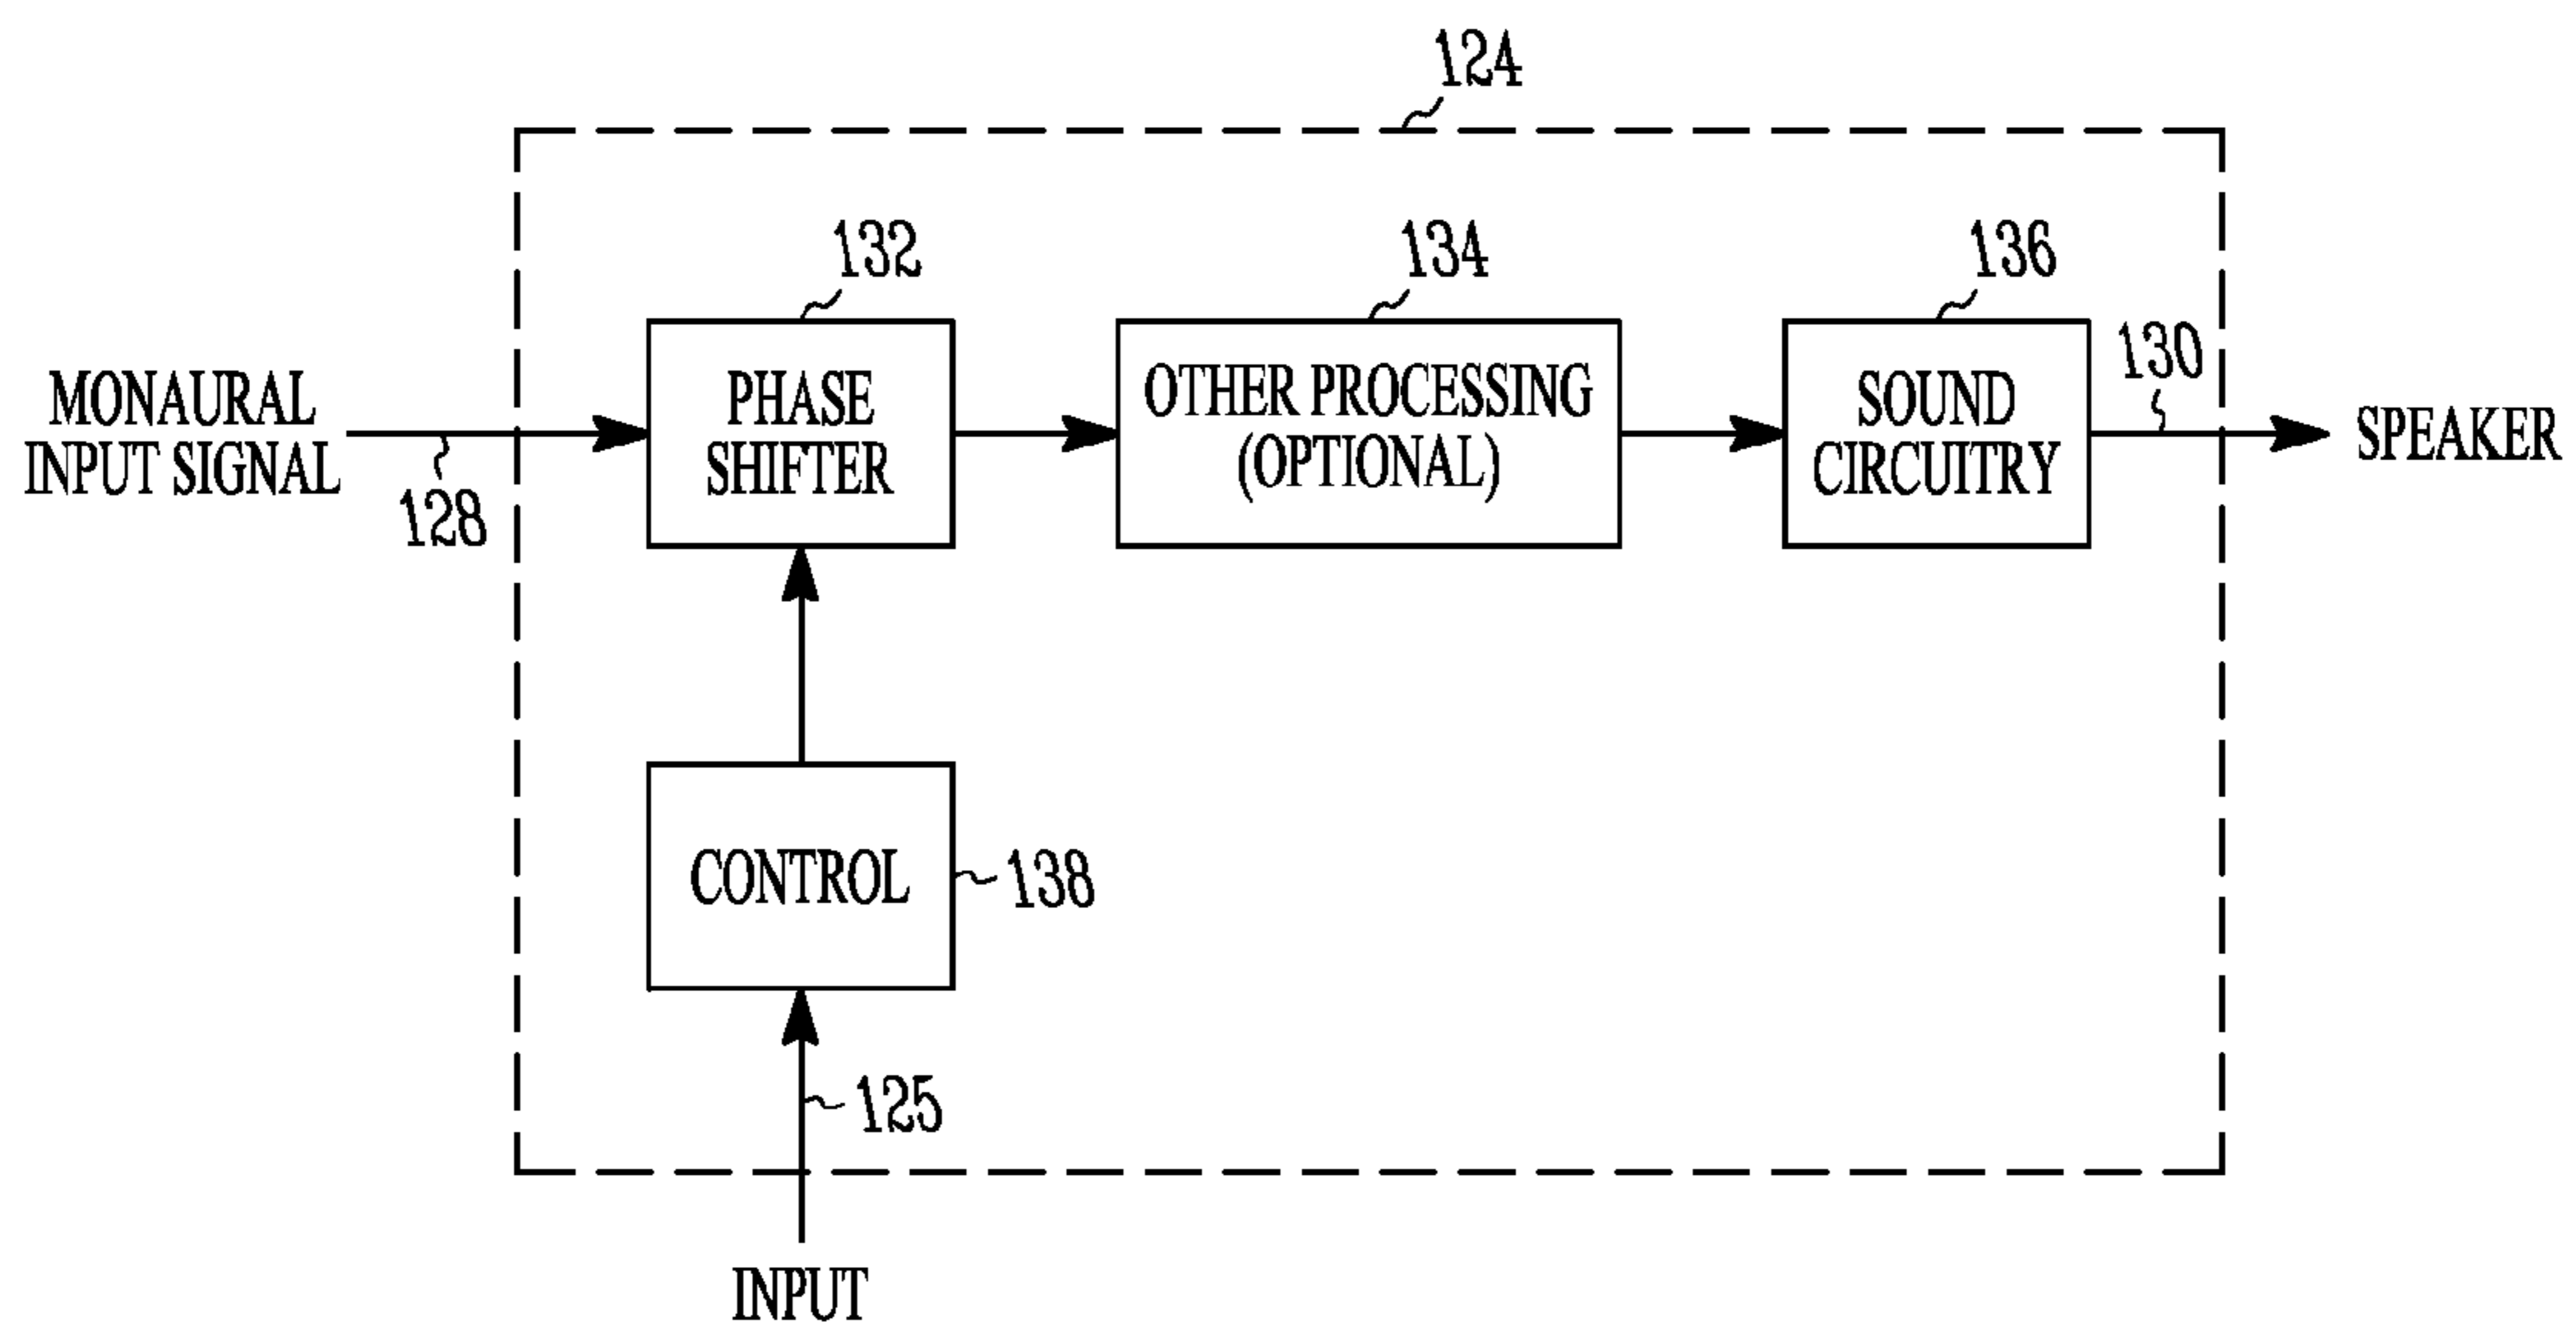 124
132
134
136
130
MONAURAL
INPUT SIGNAL
128
PHASE
SHIFTER
OTHER PROCESSING
(OPTIONAL)
SOUND
CIRCUITRY
SPEAKER
CONTROL
138
125
INPUT